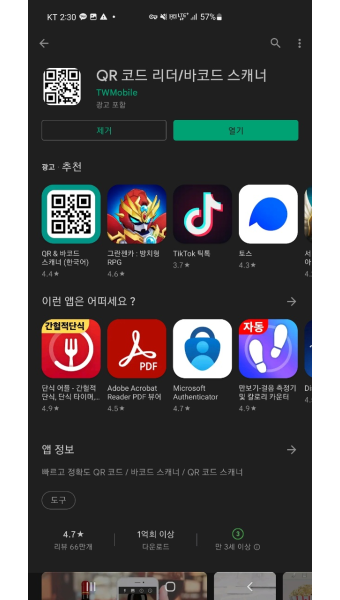 KT 2:30
57%
QR 코드 리더/바코드 스캐너
TWMobile
광고 포함
제거
열기
광고 · 추천
QR & 바코드 스캐너 (한국어)
4.4★
그란젠카 : 방치형 RPG
4.6★
TikTok 틱톡
3.7★
토스
4.3★
서
이런 앱은 어떠세요 ?
간헐적단식
PDF
자동
단식 어플 - 간헐적 단식, 단식 타이머,...
4.9★
Adobe Acrobat Reader PDF 뷰어
4.5★
Microsoft Authenticator
4.7★
만보기-걸음 측정기 및 칼로리 카운터
4.9★
앱 정보
빠르고 정확도 QR 코드 / 바코드 스캐너 / QR 코드 스캐너
도구
4.7★
리뷰 66만개
1억회 이상
다운로드
3
만 3세 이상